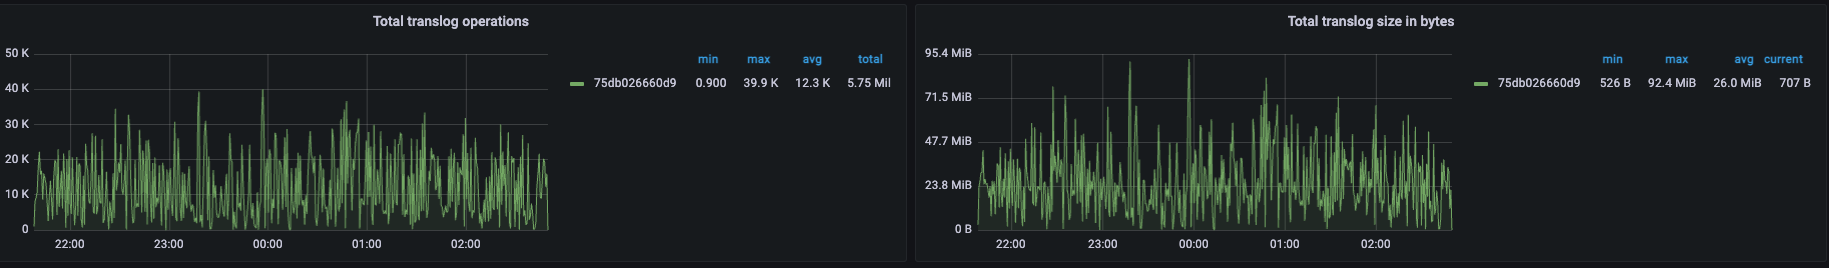 Total translog operations
50 K
40 K
30 K
20 K
10 K
0
22:00 23:00 00:00 01:00 02:00
min max avg total
75db026660d9 0.900 39.9 K 12.3 K 5.75 Mil
Total translog size in bytes
95.4 MiB
71.5 MiB
47.7 MiB
23.8 MiB
0 B
22:00 23:00 00:00 01:00 02:00
min max avg current
75db026660d9 526 B 92.4 MiB 26.0 MiB 707 B